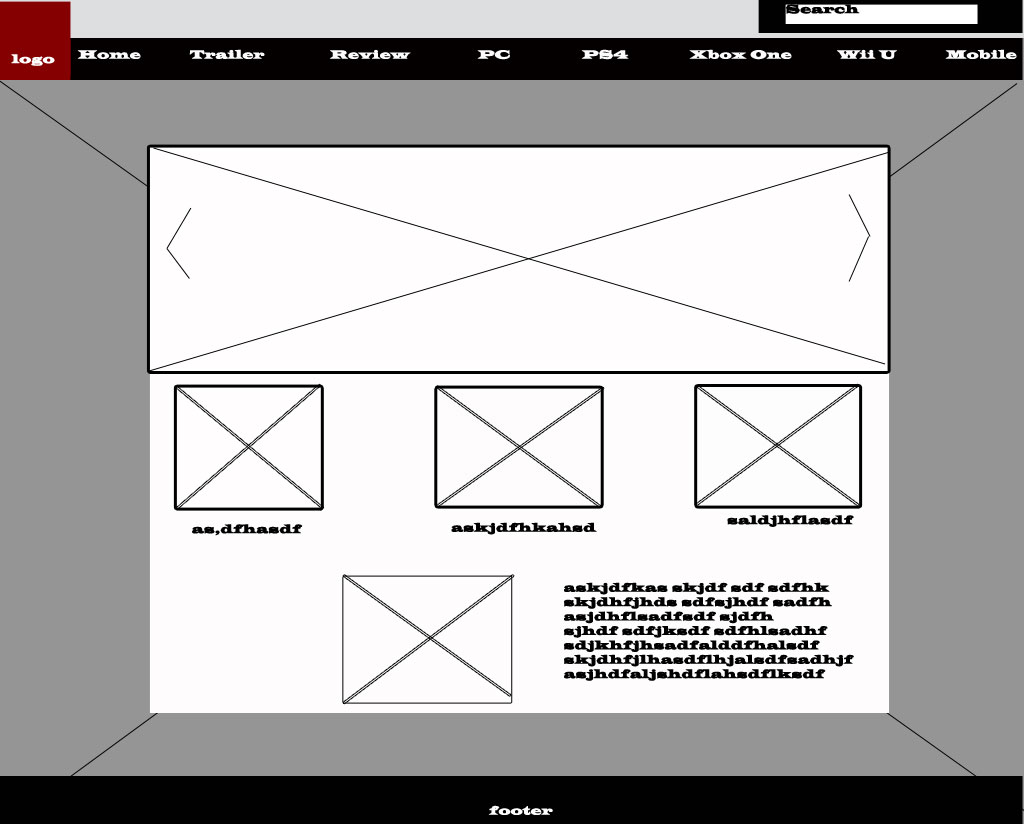 Search
logo
Home Trailer Review PC PS4 Xbox One Wii U Mobile
as,dfhasdf
askjdfhkahsd
saldjhflasdf
askjdfkas skjdf sdf sdfhk
skjdhfjhds sdfsjhdf sadfh
asjdhflsadfsdf sjdfh
sjhdf sdfjksdf sdfhlsadhf
sdjkhfjhsadfalddfhalsdf
skjdhfjlhasdflhjalsdfsadhjf
asjhdfaljshdflahsdflksdf
footer